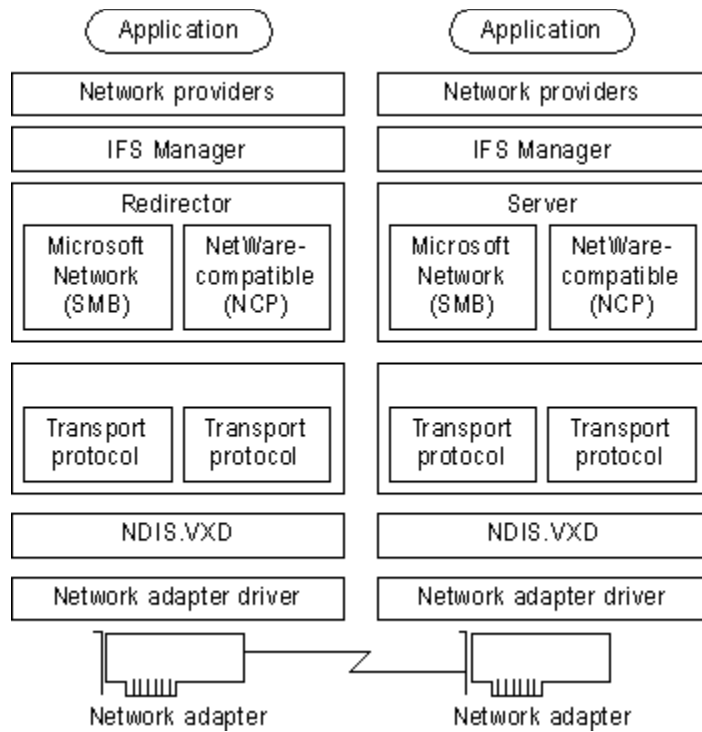 Application
Network providers
IFS Manager
Redirector
Microsoft
Network
(SMB)
NetWare-
compatible
(NCP)
Transport
protocol
Transport
protocol
NDIS.VXD
Network adapter driver
Network adapter
Application
Network providers
IFS Manager
Server
Microsoft
Network
(SMB)
NetWare-
compatible
(NCP)
Transport
protocol
Transport
protocol
NDIS.VXD
Network adapter driver
Network adapter